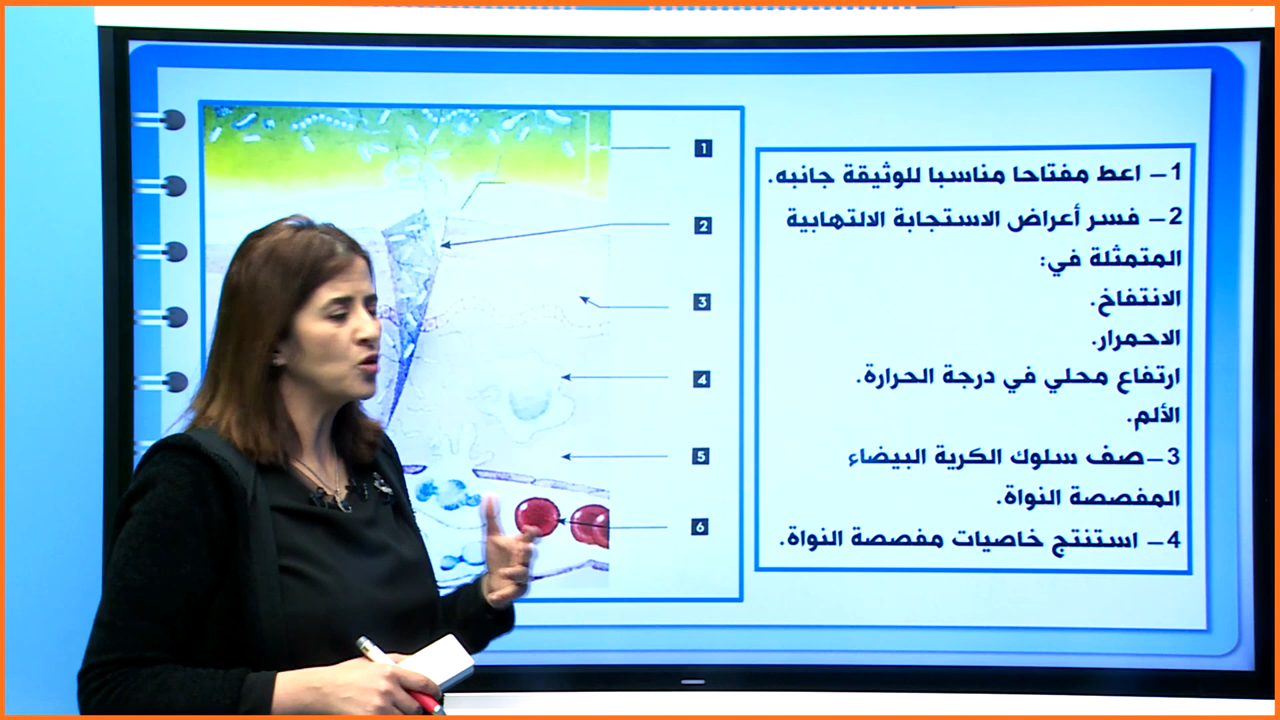 1
2
3
4
5
6
1– اعط مفتاحا مناسبا للوثيقة جانبه.
2– فسر أعراض الاستجابة الالتهابية
المتمثلة في:
الانتفاخ.
الاحمرار.
ارتفاع محلي في درجة الحرارة.
الألم.
3–صف سلوك الكرية البيضاء
المفصصة النواة.
4– استنتج خاصيات مفصصة النواة.